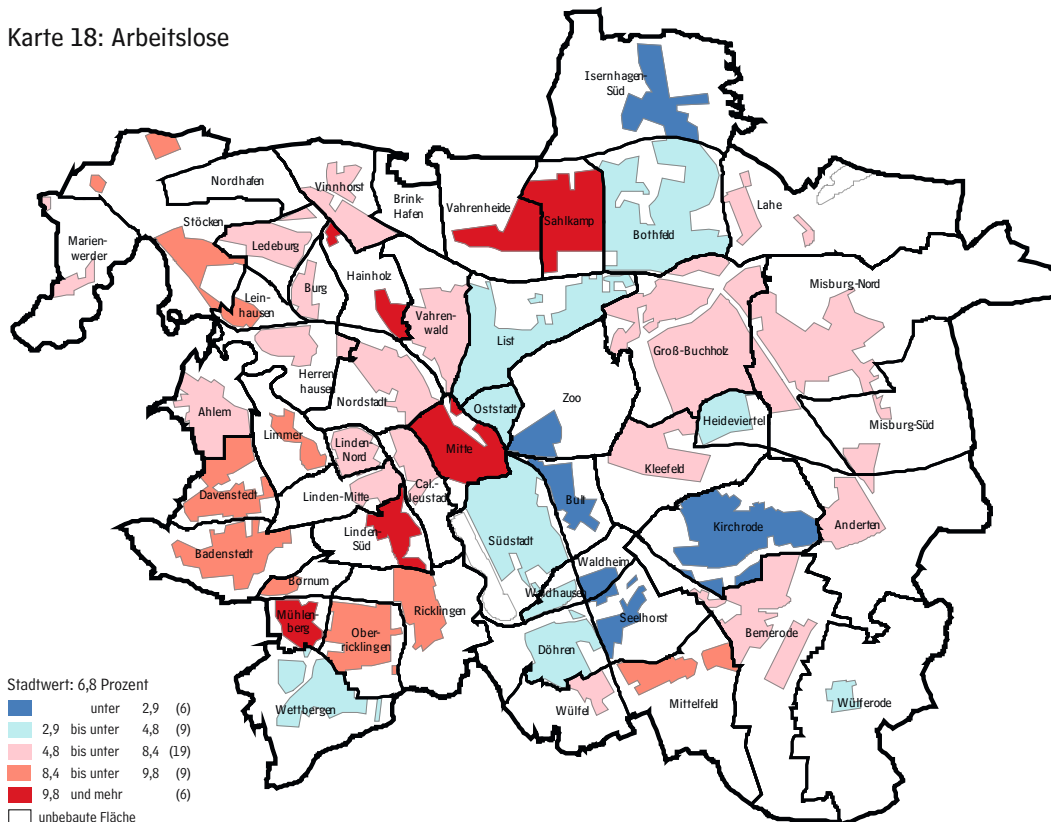 Karte 18: Arbeitslose
Isernhagen-
Süd
Nordhafen
Vinnhorst
Brink-
Hafen
Vahrenheide
Sahlkamp
Bothfeld
Lahe
Stöcken
Marien-
werder
Ledeburg
Burg
Hainholz
Lein-
hausen
Vahren-
wald
List
Misburg-Nord
Groß-Buchholz
Herren
hausen
Nordstadt
Oststadt
Zoo
Heideviertel
Misburg-Süd
Ahlem
Limmer
Linden-
Nord
Mitte
Kleefeld
Davenstedt
Linden-Mitte
Cal.-
Neustadt
Bult
Kirchrode
Anderten
Badenstedt
Linden-
Süd
Südstadt
Waldheim
Bornum
Waldhausen
Seelhorst
Mühlen-
berg
Ober-
ricklingen
Ricklingen
Döhren
Bemerode
Wettbergen
Wülfel
Mittelfeld
Wülferode
Stadtwert: 6,8 Prozent
unter 2,9 (6)
2,9 bis unter 4,8 (9)
4,8 bis unter 8,4 (19)
8,4 bis unter 9,8 (9)
9,8 und mehr (6)
unbebaute Fläche